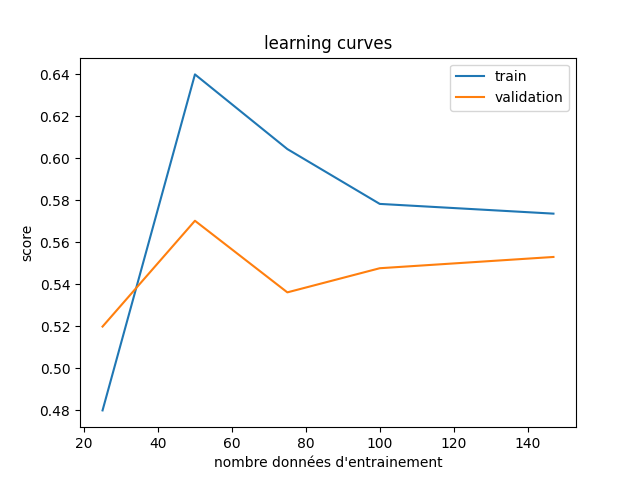 learning curves
train
validation
score
0.64
0.62
0.60
0.58
0.56
0.54
0.52
0.50
0.48
20 40 60 80 100 120 140
nombre données d'entrainement